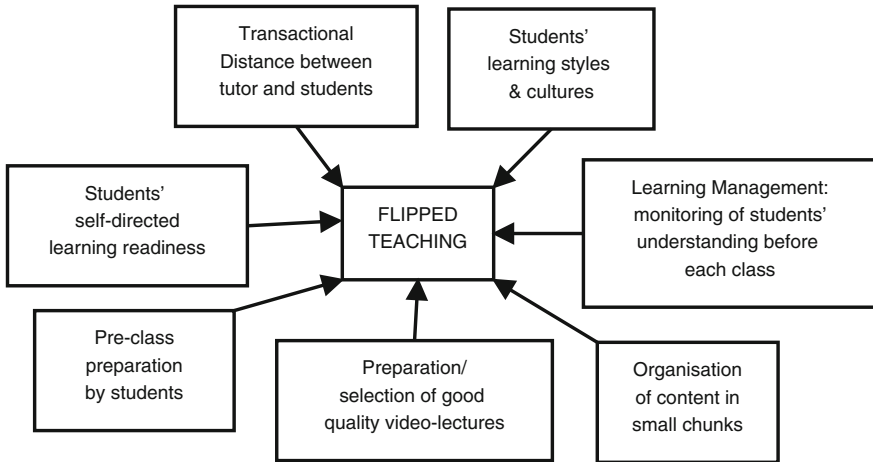 Transactional
Distance between
tutor and students
Students’
learning styles
& cultures
Students’
self-directed
learning readiness
FLIPPED
TEACHING
Learning Management:
monitoring of students’
understanding before
each class
Pre-class
preparation
by students
Preparation/
selection of good
quality video-lectures
Organisation
of content in
small chunks